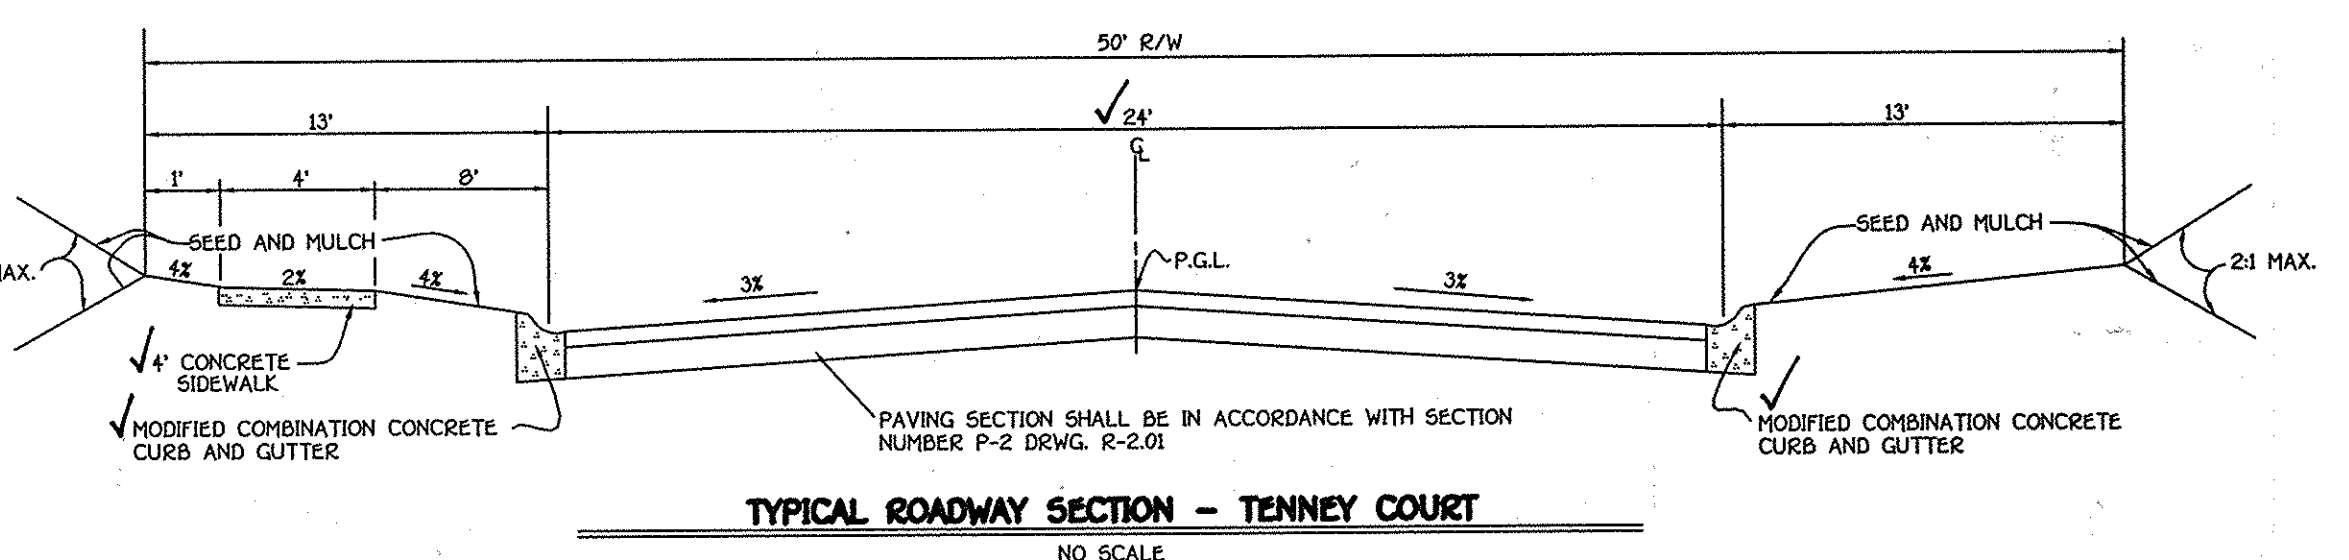 50' R/W
13'
24'
13'
C L
1'
4'
8'
SEED AND MULCH
SEED AND MULCH
MAX.
4%
2%
4%
3%
P.G.L.
3%
4%
2:1 MAX.
4' CONCRETE
SIDEWALK
MODIFIED COMBINATION CONCRETE
CURB AND GUTTER
PAVING SECTION SHALL BE IN ACCORDANCE WITH SECTION
NUMBER P-2 DRWG. R-2.01
MODIFIED COMBINATION CONCRETE
CURB AND GUTTER
TYPICAL ROADWAY SECTION - TENNEY COURT
NO SCALE